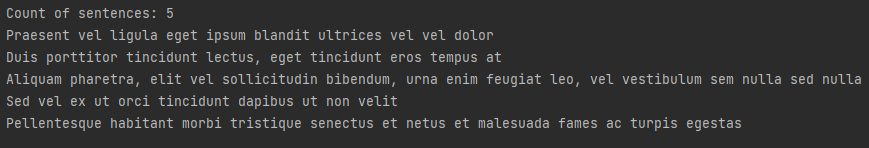 Count of sentences: 5
Praesent vel ligula eget ipsum blandit ultrices vel vel dolor
Duis porttitor tincidunt lectus, eget tincidunt eros tempus at
Aliquam pharetra, elit vel sollicitudin bibendum, urna enim feugiat leo, vel vestibulum sem nulla sed nulla
Sed vel ex ut orci tincidunt dapibus ut non velit
Pellentesque habitant morbi tristique senectus et netus et malesuada fames ac turpis egestas